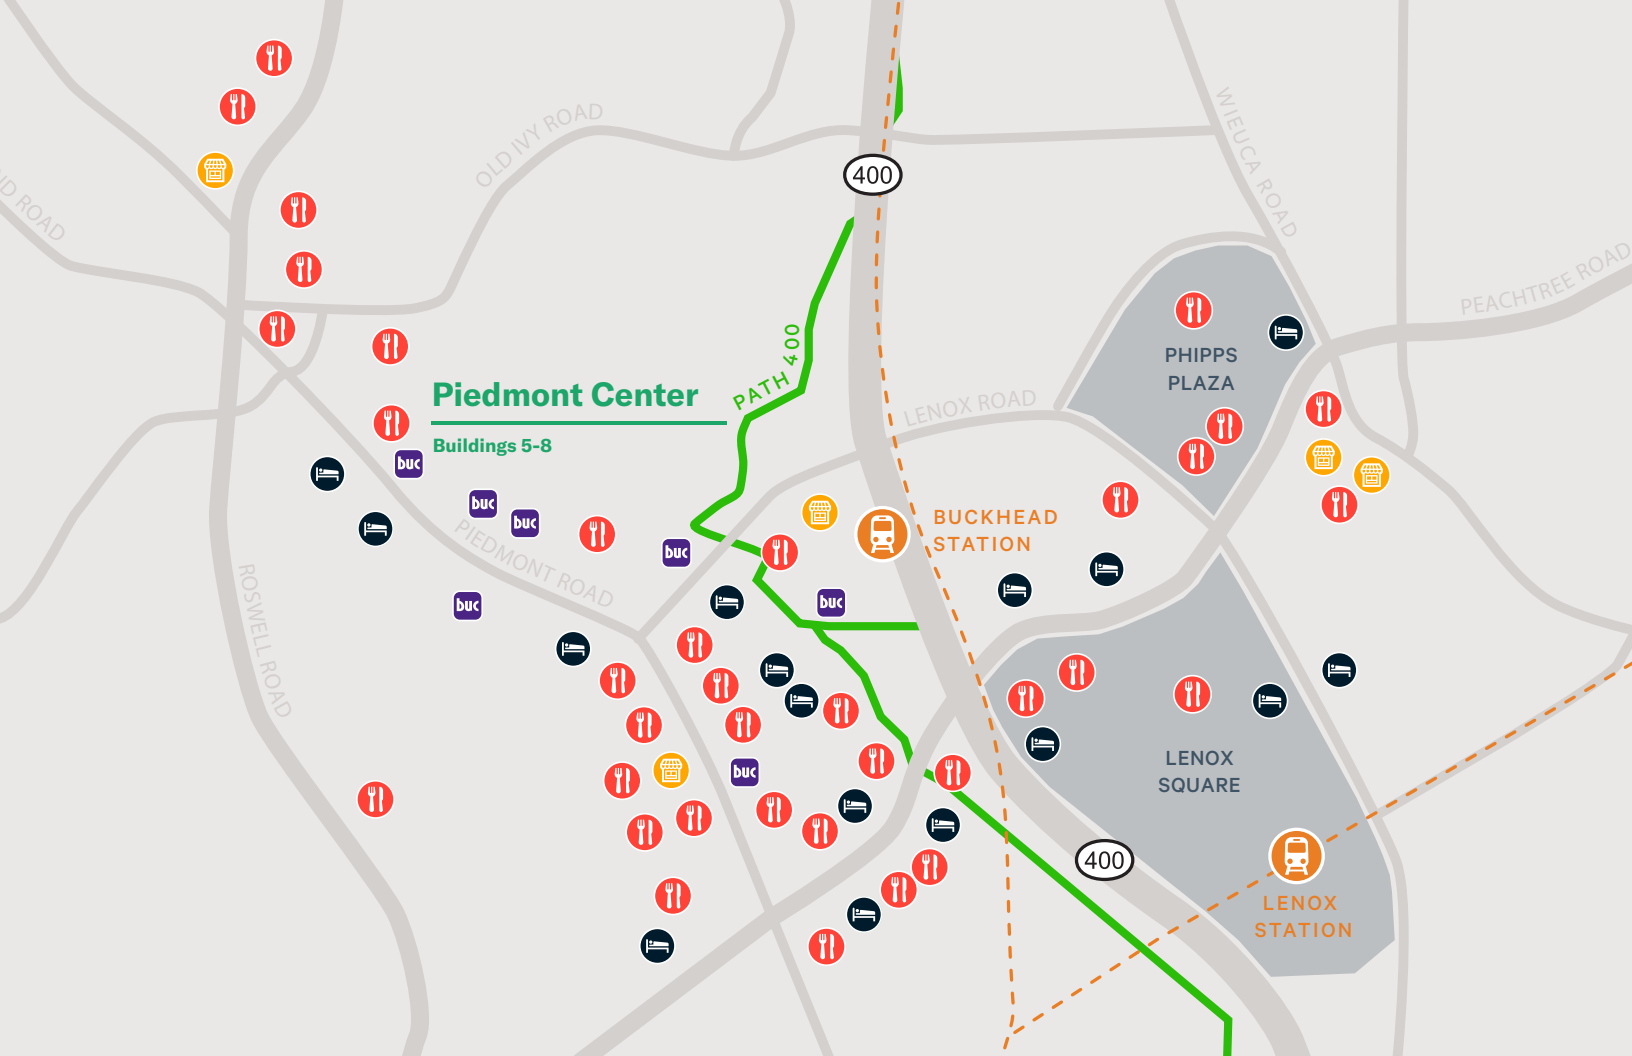 OLD IVY ROAD
WIEUCA ROAD
400
ROAD
PEACHTREE ROAD
PATH 400
PHIPPS
PLAZA
Piedmont Center
Buildings 5-8
LENOX ROAD
buc
buc
buc
BUCKHEAD
STATION
PIEDMONT ROAD
buc
buc
buc
ROSWELL ROAD
LENOX
SQUARE
buc
400
LENOX
STATION